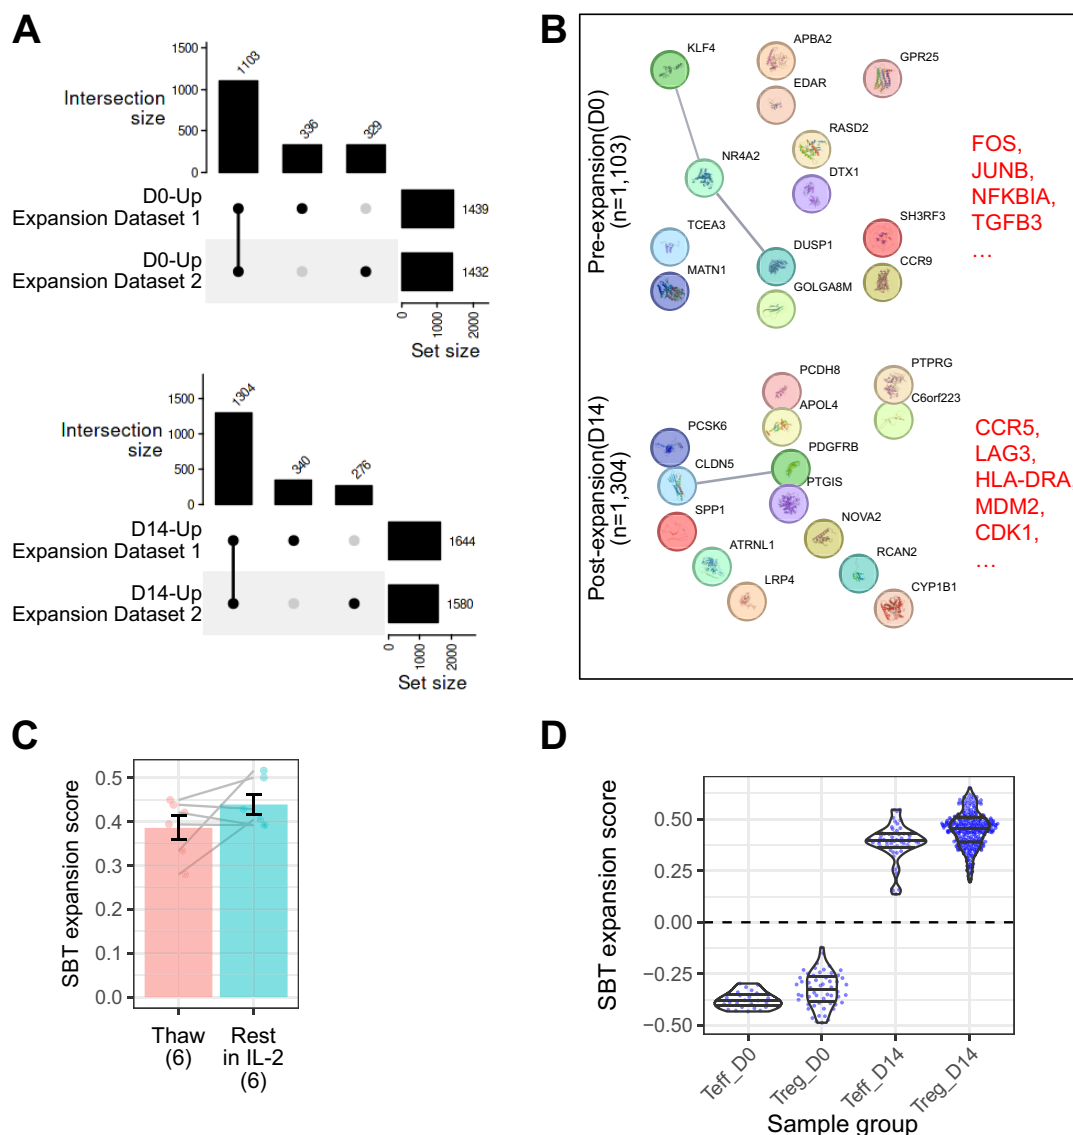 A
1500
1000
500
0
Intersection
size
1103
336
329
D0-Up
Expansion Dataset 1
D0-Up
Expansion Dataset 2
1439
1432
0
1000
2000
Set size
1500
1000
500
0
Intersection
size
1304
340
276
D14-Up
Expansion Dataset 1
D14-Up
Expansion Dataset 2
1644
1580
0
1000
2000
Set size
B
Pre-expansion(D0)
(n=1,103)
KLF4
APBA2
GPR25
EDAR
RASD2
NR4A2
DTX1
TCEA3
SH3RF3
DUSP1
MATN1
CCR9
GOLGA8M
FOS,
JUNB,
NFKBIA,
TGFB3
...
Post-expansion(D14)
(n=1,304)
PCDH8
PTPRG
C6orf223
APOL4
PCSK6
PDGFRB
CLDN5
PTGIS
SPP1
NOVA2
ATRNL1
RCAN2
LRP4
CYP1B1
CCR5,
LAG3,
HLA-DRA
MDM2,
CDK1,
...
C
SBT expansion score
0.5
0.4
0.3
0.2
0.1
0.0
Thaw
(6)
Rest
in IL-2
(6)
D
SBT expansion score
0.50
0.25
0.00
−0.25
−0.50
Teff_D0
Treg_D0
Teff_D14
Treg_D14
Sample group